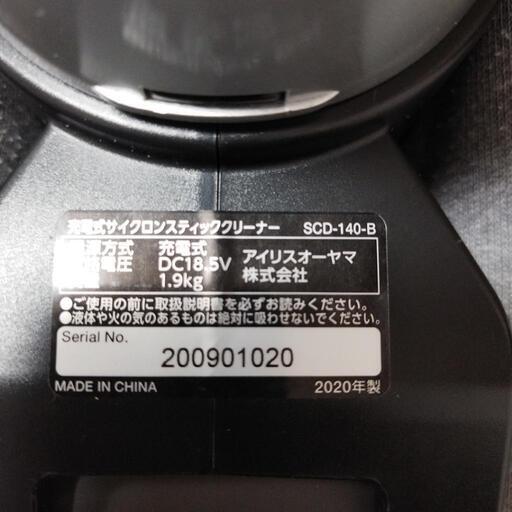 充電式サイクロンスティッククリーナー SCD-140-B
方式 充電式 アイリスオーヤマ
電圧 DC18.5V 株式会社
1.9kg
●ご使用の前に取扱説明書を必ずお読みください。
●液体や火の気のあるものは絶対に吸わせないでください。
Serial No.
200901020
MADE IN CHINA 2020年製